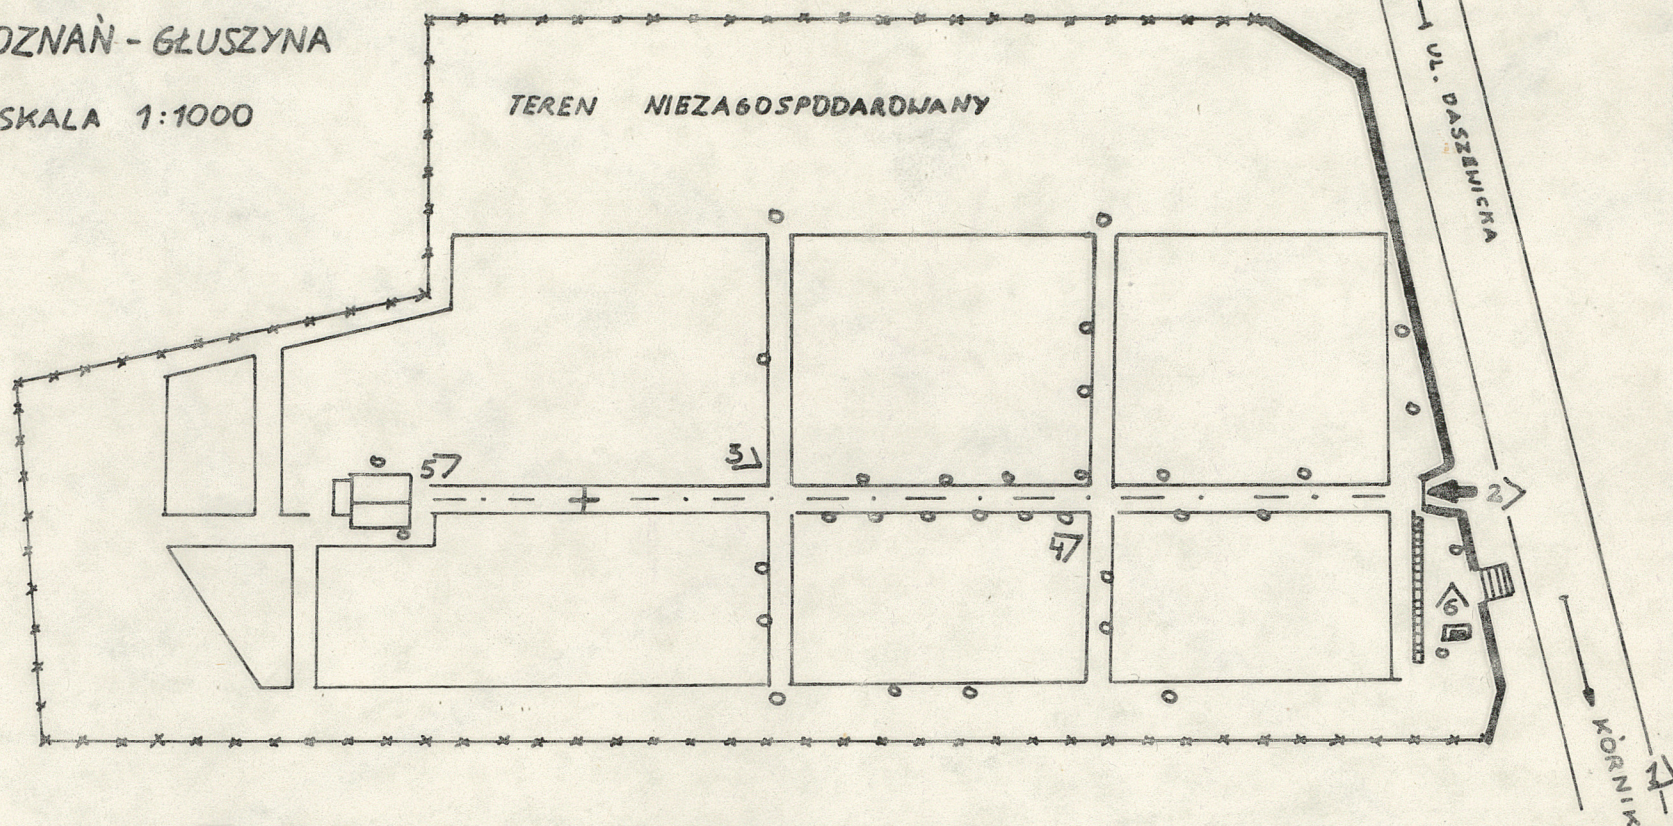 OZNAŃ - GŁUSZYNA
SKALA 1:1000
TEREN NIEZAGOSPODAROWANY
UL. DASZEWICKA
5
3
2
4
6
KÓRNIK
1